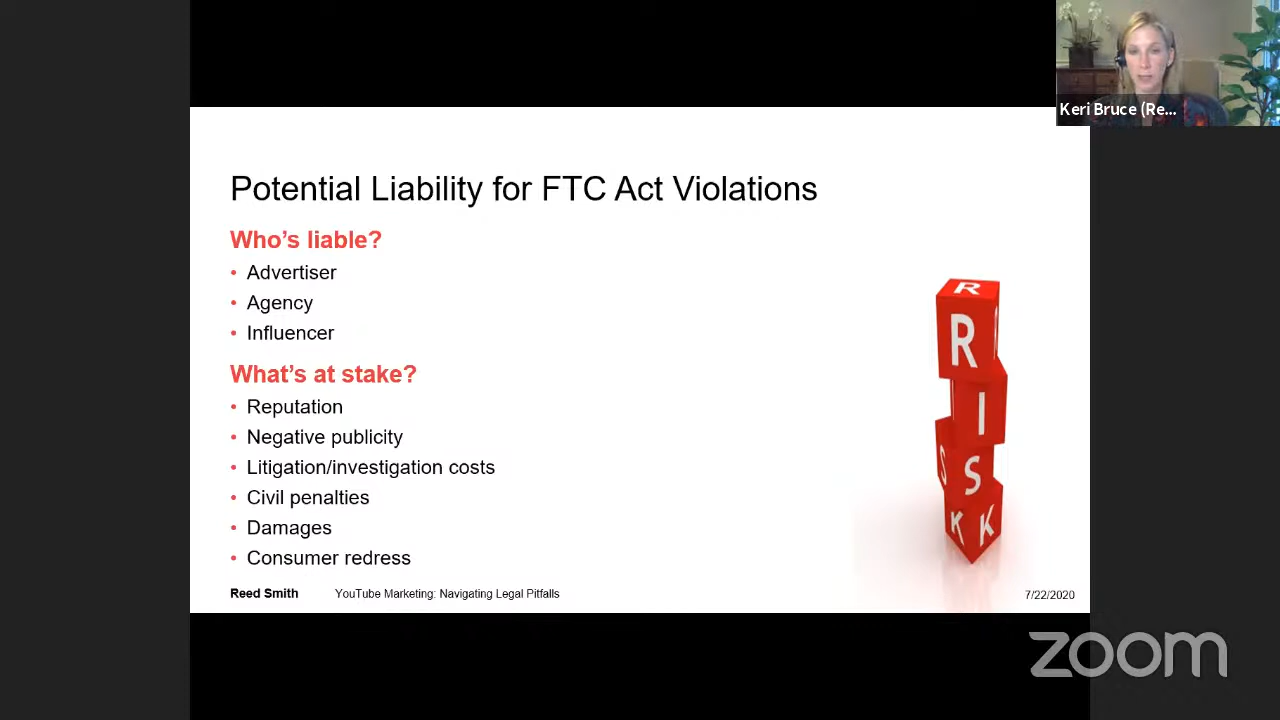 Keri Bruce (Re...
Potential Liability for FTC Act Violations
Who's liable?
• Advertiser
• Agency
• Influencer
What's at stake?
• Reputation
• Negative publicity
• Litigation/investigation costs
• Civil penalties
• Damages
• Consumer redress
R
R
I
S
S
K
K
Reed Smith
YouTube Marketing: Navigating Legal Pitfalls
7/22/2020
zoom